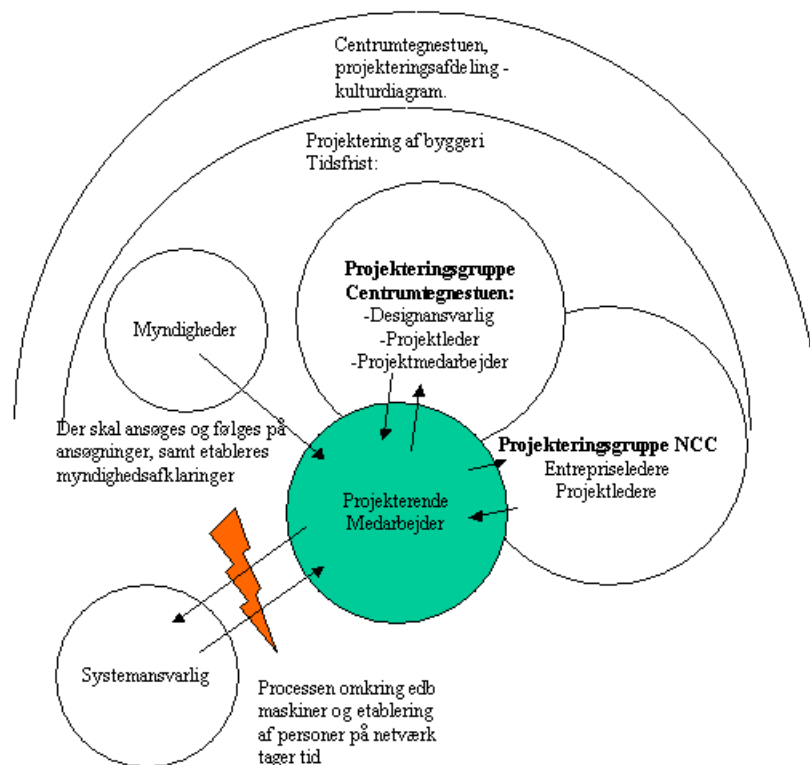 Centrumtegnestuen,
projekteringsafdeling -
kulturdiagram.
Projektering af byggeri
Tidsfrist:
Projekteringsgruppe
Centrumtegnestuen:
-Designansvarlig
-Projektleder
-Projektmedarbejder
Myndigheder
Der skal ansøges og følges på
ansøgninger, samt etableres
myndighedsafklaringer
Projekteringsgruppe NCC
Entrepriseledere
Projektledere
Projekterende
Medarbejder
Systemansvarlig
Processen omkring edb
maskiner og etablering
af personer på netværk
tager tid